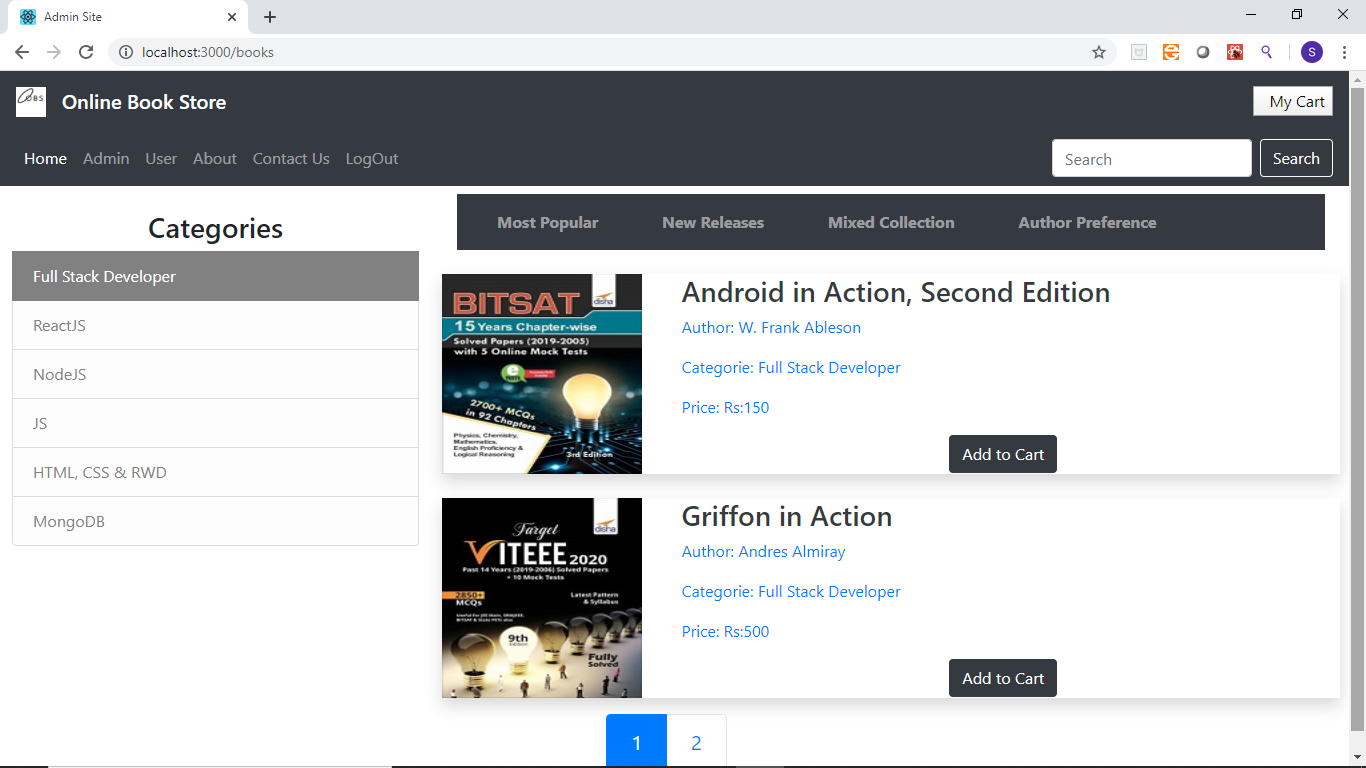 Admin Site
localhost:3000/books
S
OBS
Online Book Store
My Cart
Home Admin User About Contact Us LogOut
Search
Search
Categories
Full Stack Developer
ReactJS
NodeJS
JS
HTML, CSS & RWD
MongoDB
Most Popular New Releases Mixed Collection Author Preference
disha
BITSAT
15 Years Chapter-wise
Solved Papers (2019-2005)
with 5 Online Mock Tests
2700+ MCQs
in 92 Chapters
Physics, Chemistry,
Mathematics,
English Proficiency &
Logical Reasoning
3rd Edition
Android in Action, Second Edition
Author: W. Frank Ableson
Categorie: Full Stack Developer
Price: Rs:150
Add to Cart
disha
Target
VITEEE 2020
Past 14 Years (2019-2006) Solved Papers
+ 10 Mock Tests
2850+
MCQs
Latest Pattern
& Syllabus
9th
Edition
Fully
Solved
Griffon in Action
Author: Andres Almiray
Categorie: Full Stack Developer
Price: Rs:500
Add to Cart
1 2